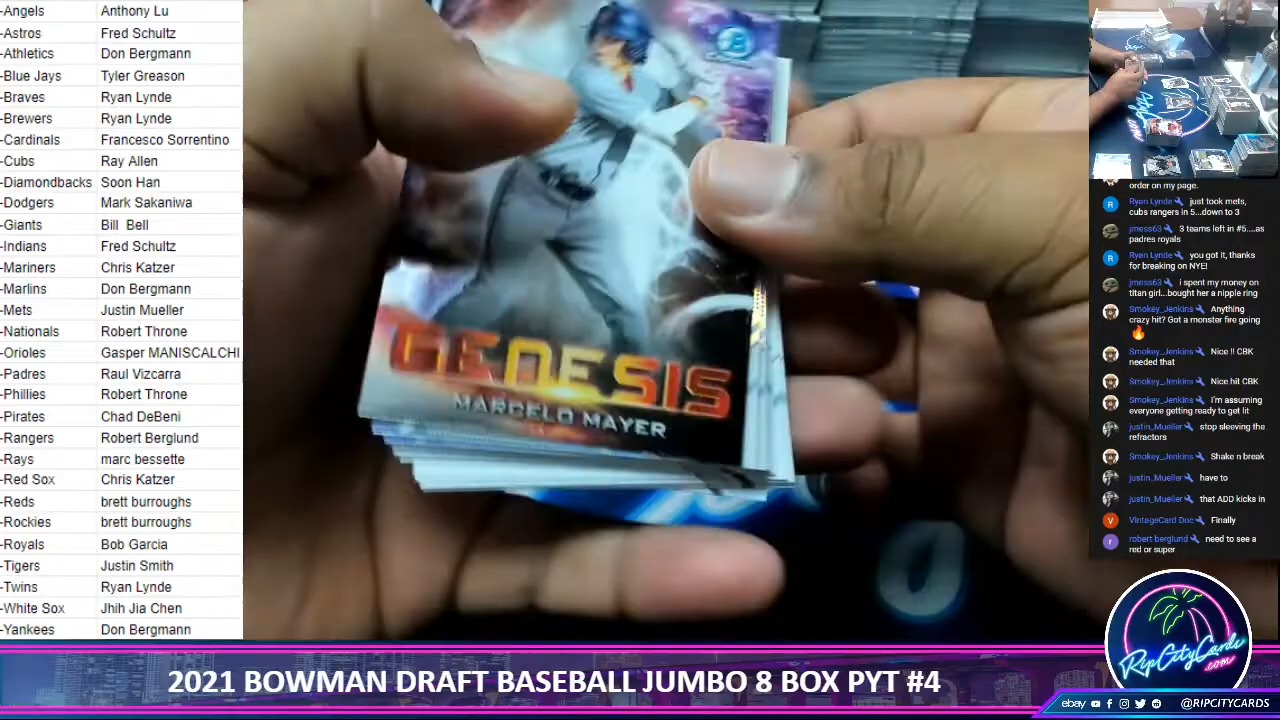 -Angels Anthony Lu
-Astros Fred Schultz
-Athletics Don Bergmann
-Blue Jays Tyler Greason
-Braves Ryan Lynde
-Brewers Ryan Lynde
-Cardinals Francesco Sorrentino
-Cubs Ray Allen
-Diamondbacks Soon Han
-Dodgers Mark Sakaniwa
-Giants Bill Bell
-Indians Fred Schultz
-Mariners Chris Katzer
-Marlins Don Bergmann
-Mets Justin Mueller
-Nationals Robert Throne
-Orioles Gasper MANISCALCHI
-Padres Raul Vizcarra
-Phillies Robert Throne
-Pirates Chad DeBeni
-Rangers Robert Berglund
-Rays marc bessette
-Red Sox Chris Katzer
-Reds brett burroughs
-Rockies brett burroughs
-Royals Bob Garcia
-Tigers Justin Smith
-Twins Ryan Lynde
-White Sox Jhih Jia Chen
-Yankees Don Bergmann
GENESIS
MARCELO MAYER
order on my page.
Ryan Lynde just took mets,
cubs rangers in 5...down to 3
jmess63 3 teams left in #5....as
padres royals
Ryan Lynde you got it, thanks
for breaking on NYE!
jmess63 i spent my money on
titan girl...bought her a nipple ring
Smokey_Jenkins Anything
crazy hit? Got a monster fire going
🔥
Smokey_Jenkins Nice !! CBK
needed that
Smokey_Jenkins Nice hit CBK
Smokey_Jenkins I'm assuming
everyone getting ready to get lit
justin_Mueller stop sleeving the
refractors
Smokey_Jenkins Shake n break
justin_Mueller have to
justin_Mueller that ADD kicks in
VintageCard Doc Finally
robert berglund need to see a
red or super
RipCityCards
.com
2021 BOWMAN DRAFT BASEBALL JUMBO 8 BOX PYT #4
ebay @RIPCITYCARDS